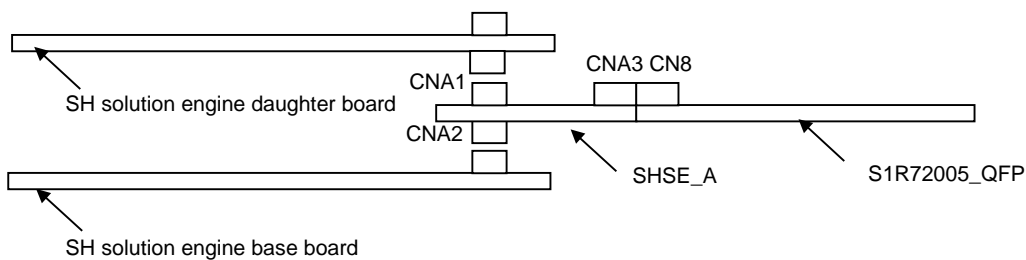 CNA3 CN8
CNA1
SH solution engine daughter board
CNA2
SHSE_A
S1R72005_QFP
SH solution engine base board